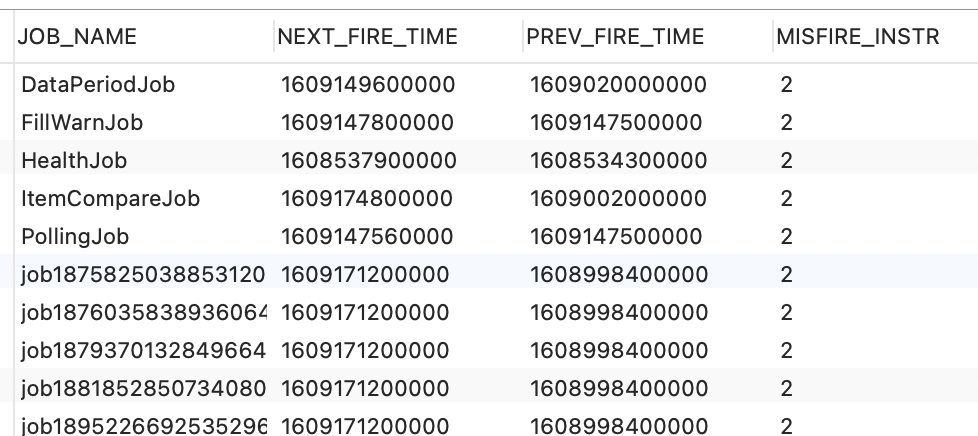 JOB_NAME NEXT_FIRE_TIME PREV_FIRE_TIME MISFIRE_INSTR
DataPeriodJob 1609149600000 1609020000000 2
FillWarnJob 1609147800000 1609147500000 2
HealthJob 1608537900000 1608534300000 2
ItemCompareJob 1609174800000 1609002000000 2
PollingJob 1609147560000 1609147500000 2
job1875825038853120 1609171200000 1608998400000 2
job1876035838936064 1609171200000 1608998400000 2
job1879370132849664 1609171200000 1608998400000 2
job1881852850734080 1609171200000 1608998400000 2
job1895226692535296 1609171200000 1608998400000 2